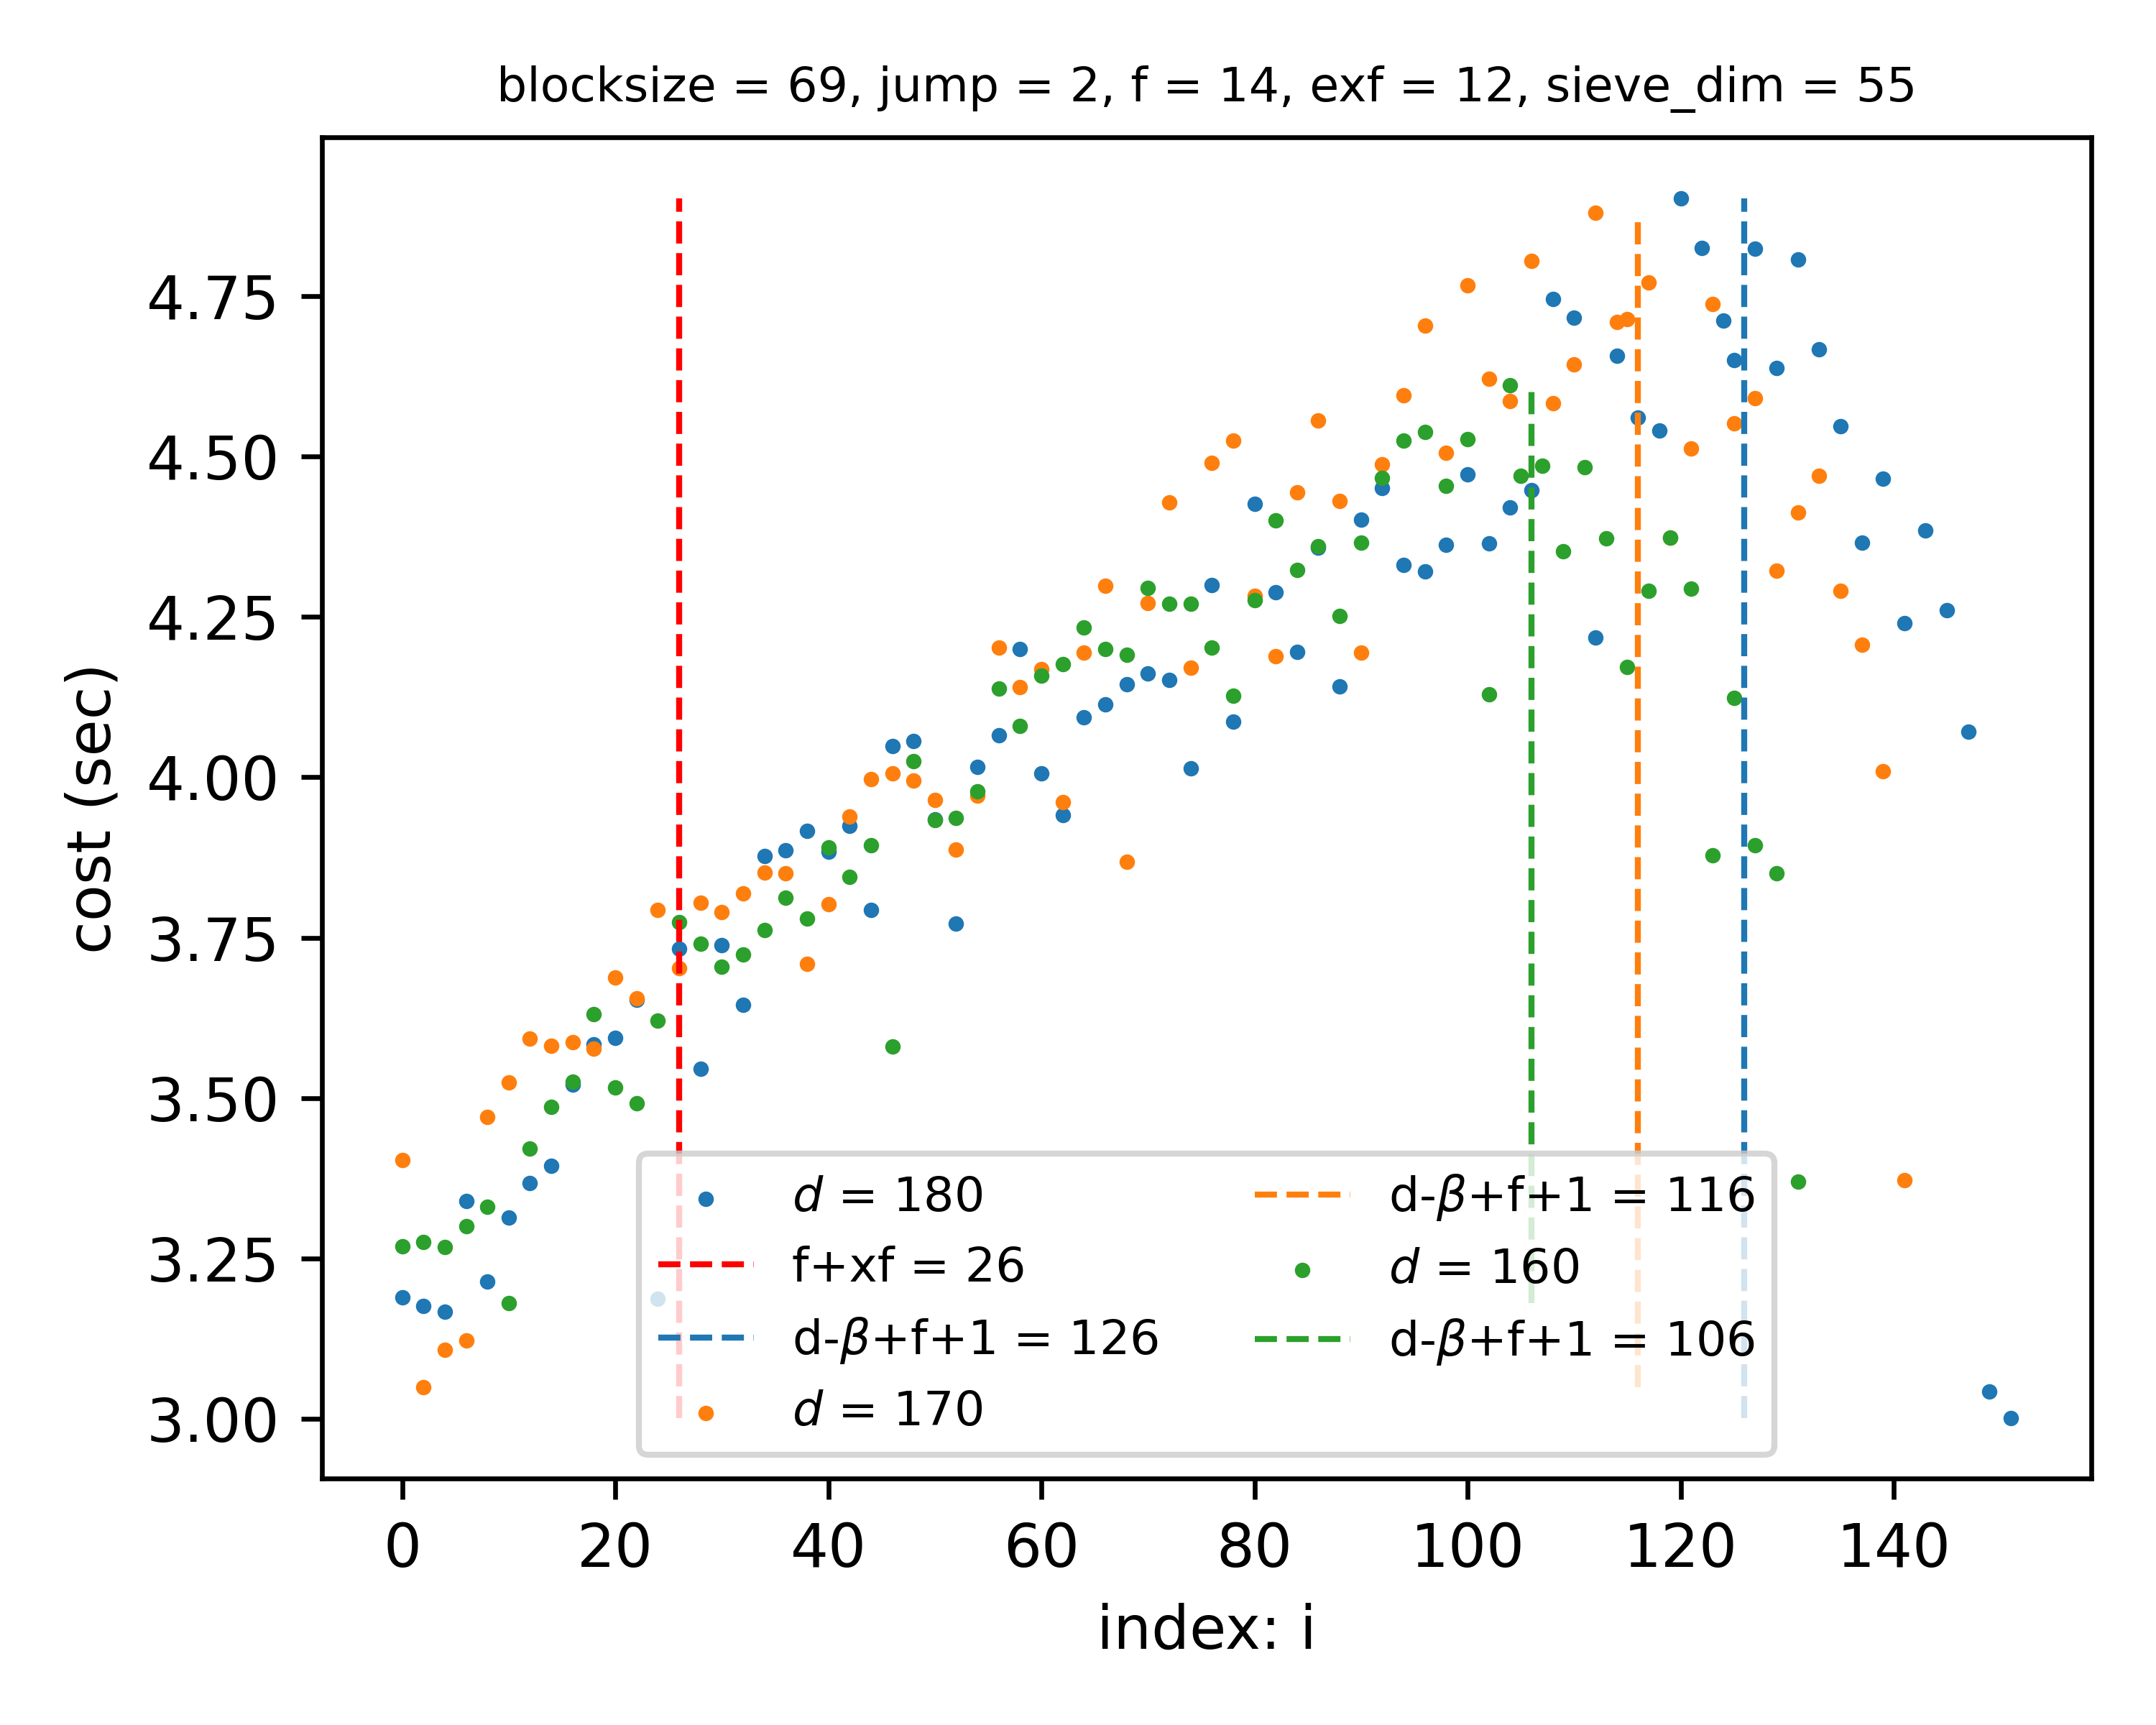 blocksize = 69, jump = 2, f = 14, exf = 12, sieve_dim = 55
cost (sec)
4.75
4.50
4.25
4.00
3.75
3.50
3.25
3.00
d = 180
f+xf = 26
d-β+f+1 = 126
d = 170
d-β+f+1 = 116
d = 160
d-β+f+1 = 106
0 20 40 60 80 100 120 140
index: i